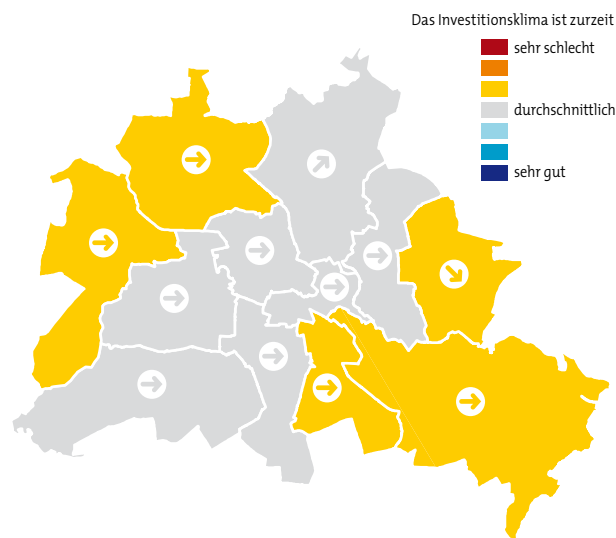 Das Investitionsklima ist zurzeit
sehr schlecht
durchschnittlich
sehr gut